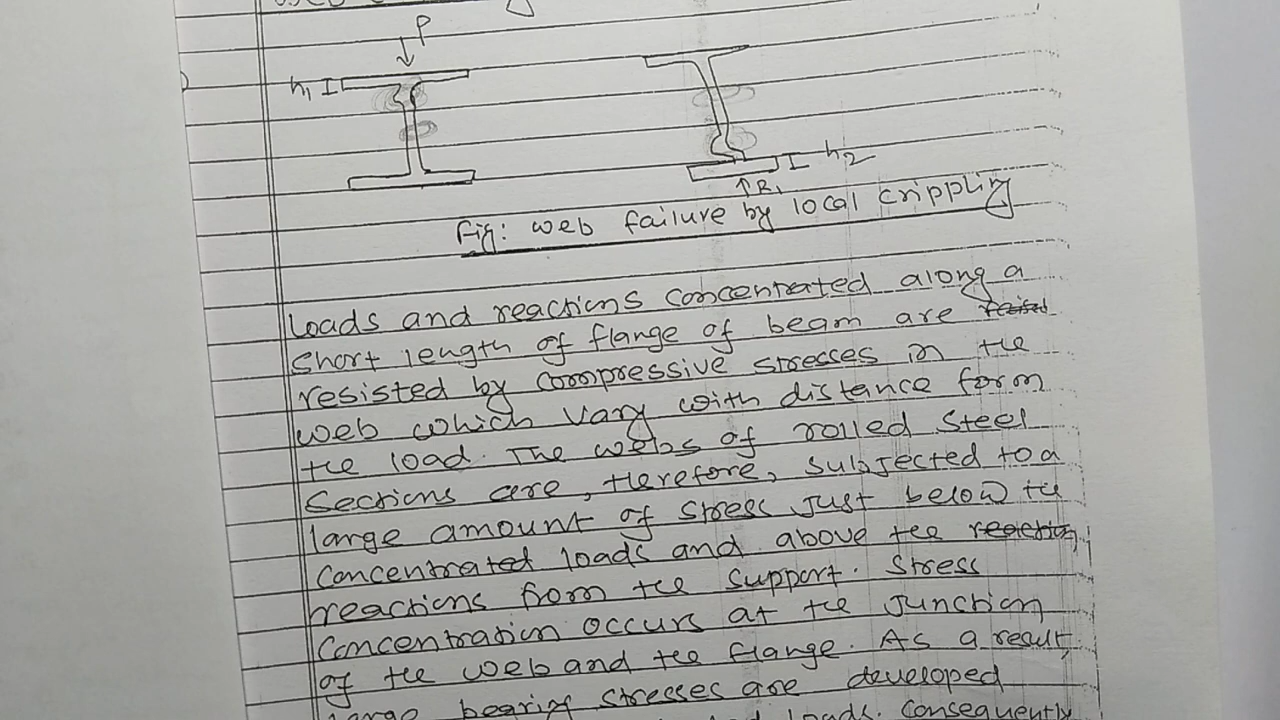 P
h₁
h₂
↑R₁
Fig: web failure by local crippling
Loads and reactions concentrated along a
short length of flange of beam are
resisted by compressive stresses in the
web which vary with distance form
the load. The webs of rolled steel
sections are, therefore, subjected to a
large amount of stress just below the
concentrated loads and above the reaction
reactions from the support. Stress
concentration occurs at the junction
of the web and the flange. As a result,
large bearing stresses are developed
loads. Consequently